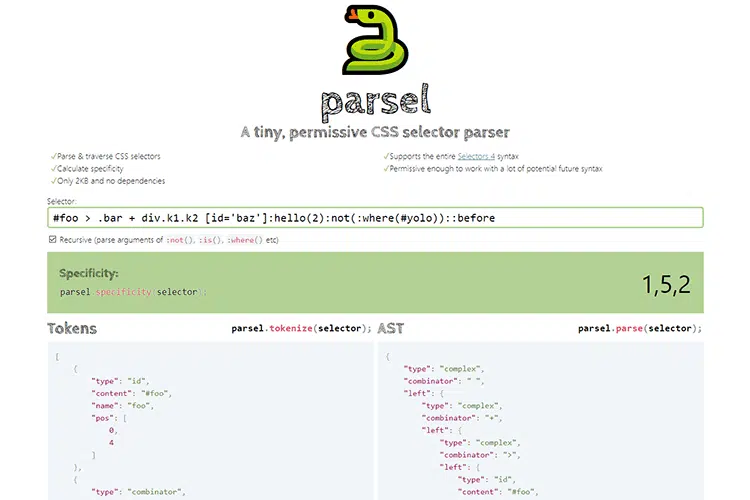 parsel
A tiny, permissive CSS selector parser
✓Parse & traverse CSS selectors
✓Calculate specificity
✓Only 2KB and no dependencies
✓Supports the entire Selectors 4 syntax
✓Permissive enough to work with a lot of potential future syntax
Selector:
#foo > .bar + div.k1.k2 [id='baz']:hello(2):not(:where(#yolo))::before
Recursive (parse arguments of :not(), :is(), :where() etc)
Specificity:
parsel.specificity(selector);
1,5,2
Tokens
parsel.tokenize(selector);
[
{
"type": "id",
"content": "#foo",
"name": "foo",
"pos": [
0,
4
]
},
{
"type": "combinator",
AST
parsel.parse(selector);
{
"type": "complex",
"combinator": " ",
"left": {
"type": "complex",
"combinator": "+",
"left": {
"type": "complex",
"combinator": ">",
"left": {
"type": "id",
"content": "#foo",